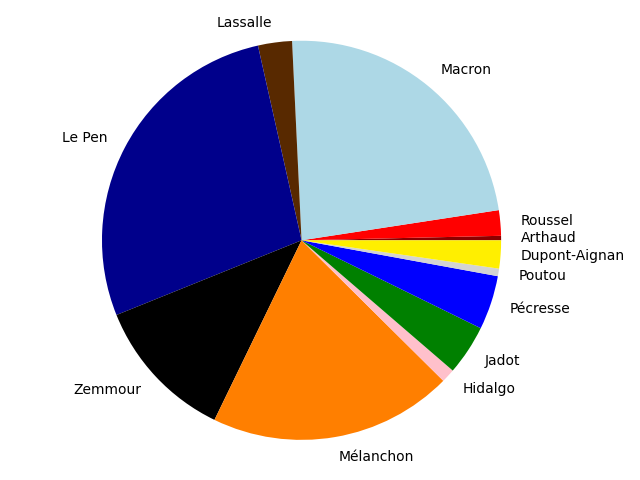 Lassalle
Macron
Le Pen
Roussel
Arthaud
Dupont-Aignan
Poutou
Pécresse
Jadot
Hidalgo
Zemmour
Mélanchon